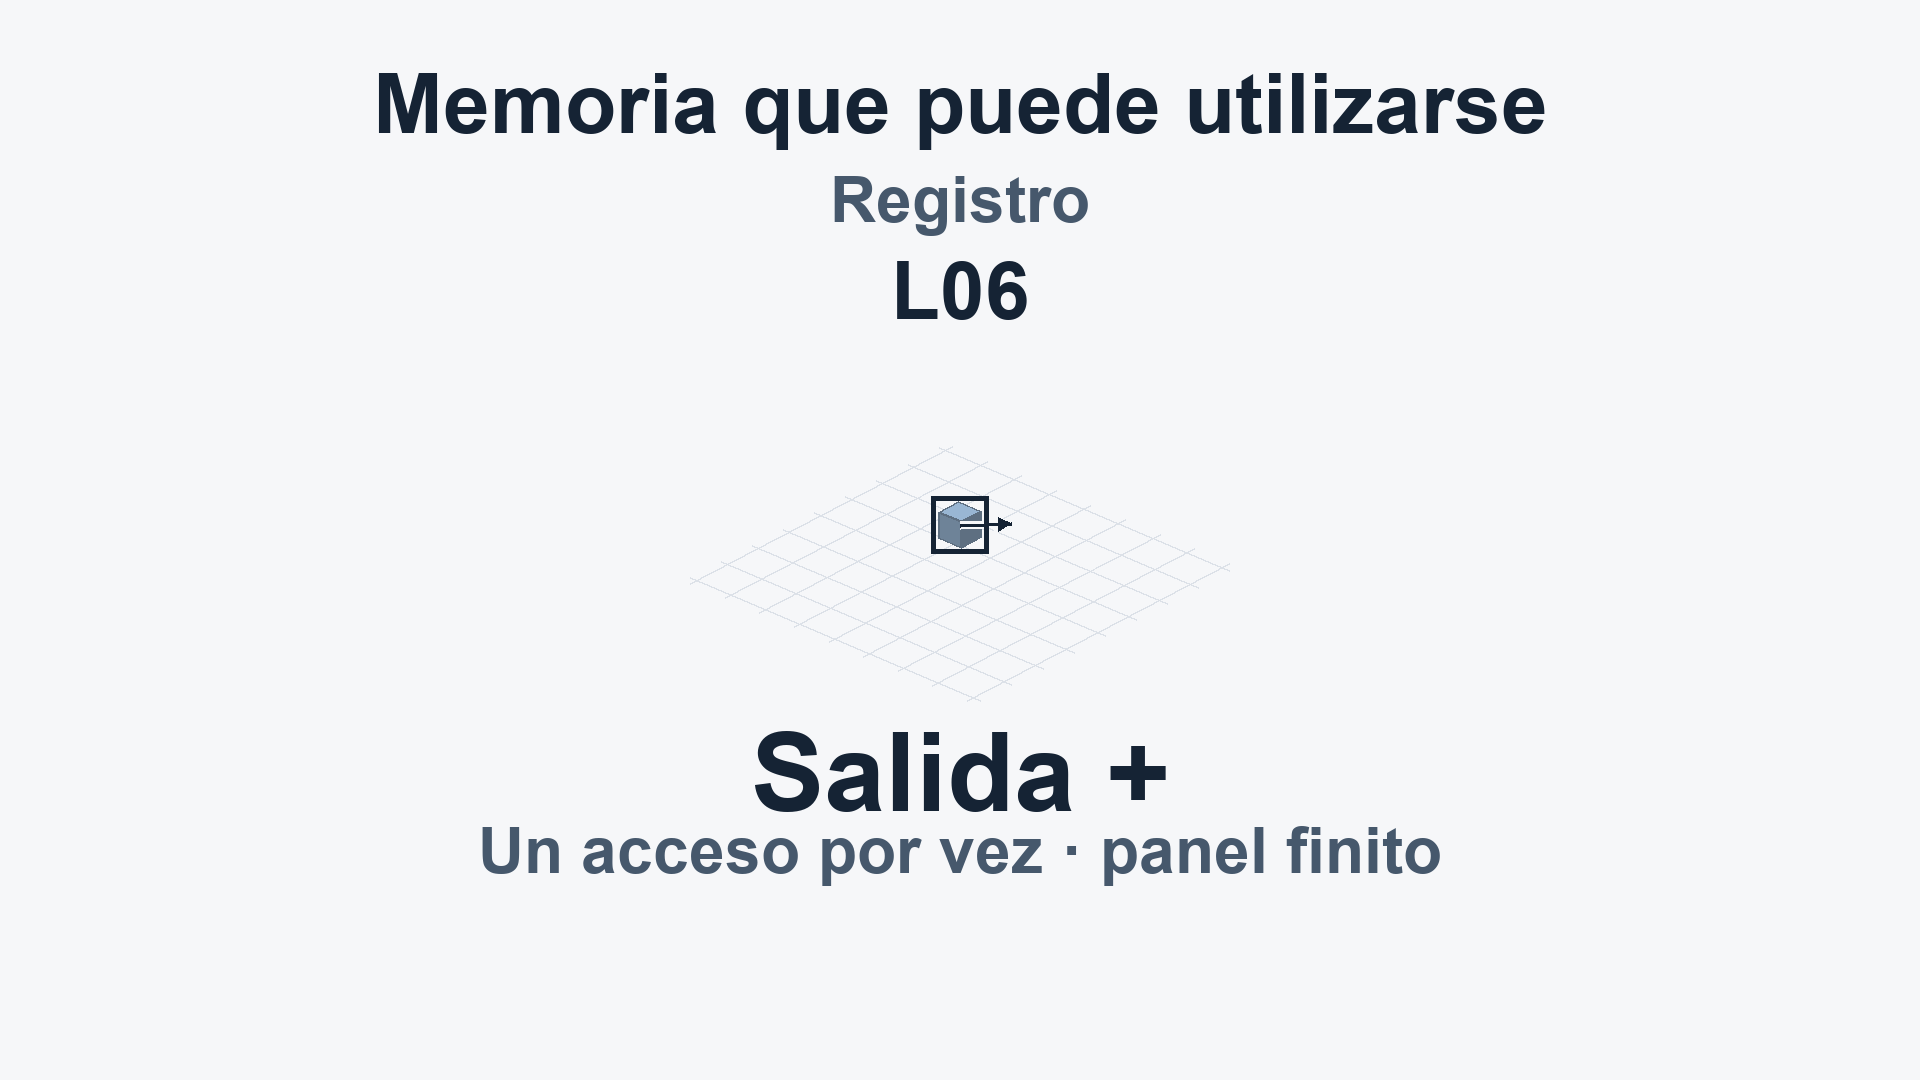 Memoria que puede utilizarse
Registro
L06
Salida +
Un acceso por vez · panel finito